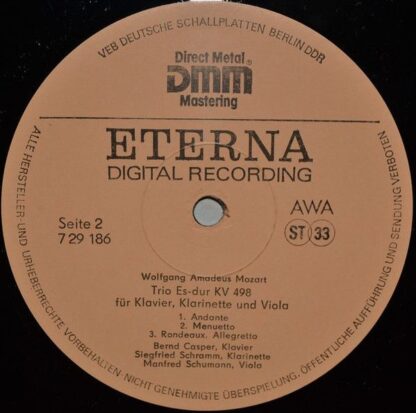 VEB DEUTSCHE SCHALLPLATTEN BERLIN DDR
Direct Metal
DMM®
Mastering
ETERNA
DIGITAL RECORDING
Seite 2
7 29 186
AWA
ST 33
Wolfgang Amadeus Mozart
Trio Es-dur KV 498
für Klavier, Klarinette und Viola
1. Andante
2. Menuetto
3. Rondeaux. Allegretto
Bernd Casper, Klavier
Siegfried Schramm, Klarinette
Manfred Schumann, Viola
ALLE HERSTELLER- UND URHEBERRECHTE VORBEHALTEN. NICHT GENEHMIGTE ÜBERSPIELUNG, ÖFFENTLICHE AUFFÜHRUNG UND SENDUNG VERBOTEN